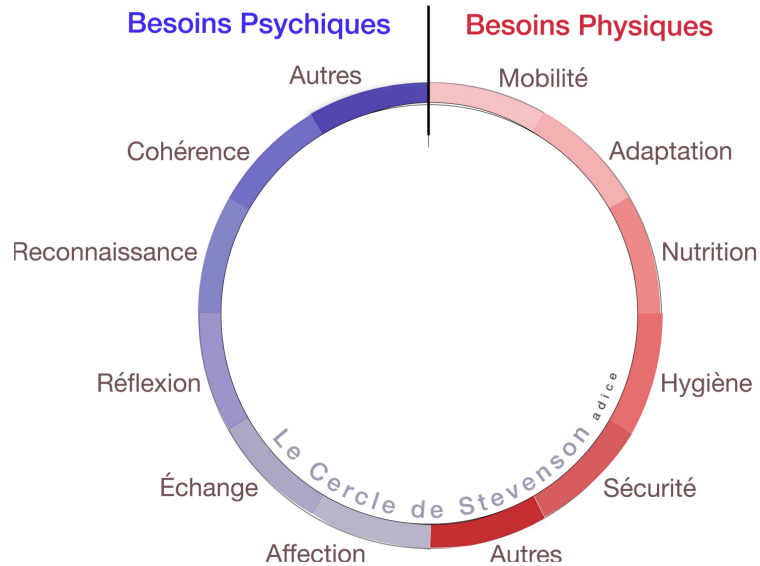 Besoins Psychiques
Besoins Physiques
Autres
Mobilité
Cohérence
Adaptation
Reconnaissance
Nutrition
Réflexion
Hygiène
Échange
Sécurité
Affection
Autres
Le Cercle de Stevenson adice